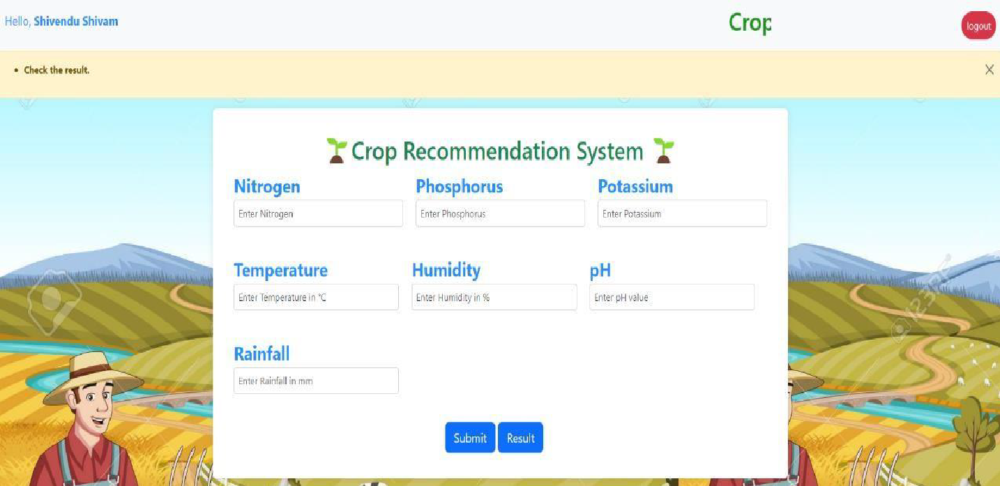 Hello, Shivendu Shivam
Crop
logout
• Check the result.
Crop Recommendation System
Nitrogen Phosphorus Potassium
Enter Nitrogen Enter Phosphorus Enter Potassium
Temperature Humidity pH
Enter Temperature in °C Enter Humidity in % Enter pH value
Rainfall
Enter Rainfall in mm
Submit Result